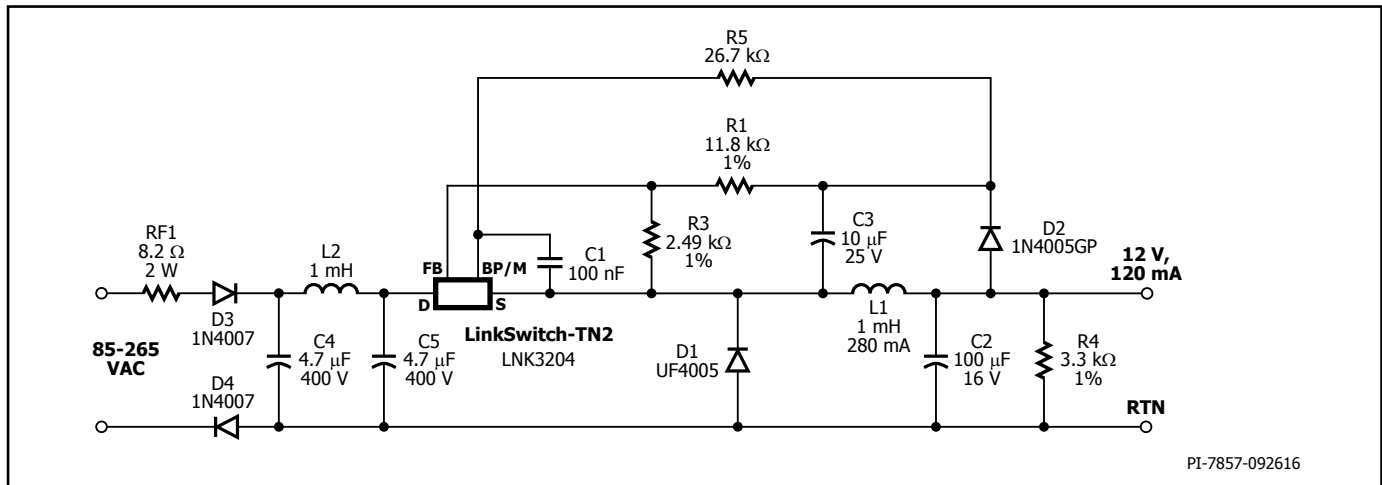 R5
26.7 kΩ
R1
11.8 kΩ
1%
RF1
8.2 Ω
2 W
L2
1 mH
FB
BP/M
C1
100 nF
R3
2.49 kΩ
1%
C3
10 μF
25 V
D2
1N4005GP
12 V,
120 mA
D
S
D3
1N4007
85-265
VAC
C4
4.7 μF
400 V
C5
4.7 μF
400 V
LinkSwitch-TN2
LNK3204
D1
UF4005
L1
1 mH
280 mA
C2
100 μF
16 V
R4
3.3 kΩ
1%
D4
1N4007
RTN
PI-7857-092616